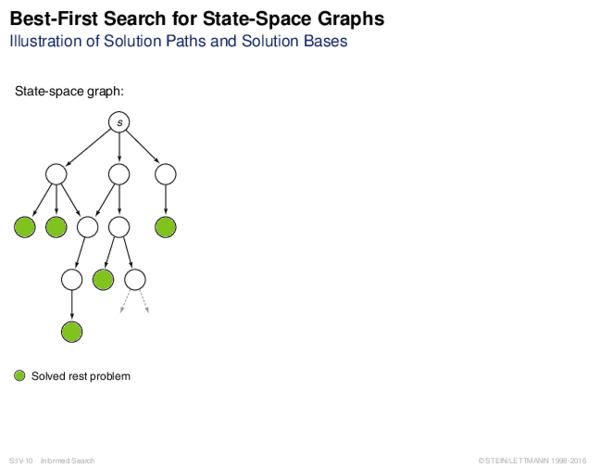 Best-First Search for State-Space Graphs
Illustration of Solution Paths and Solution Bases
State-space graph:
s
Solved rest problem
S:IV-10 Informed Search
© STEIN/LETTMANN 1998-2016